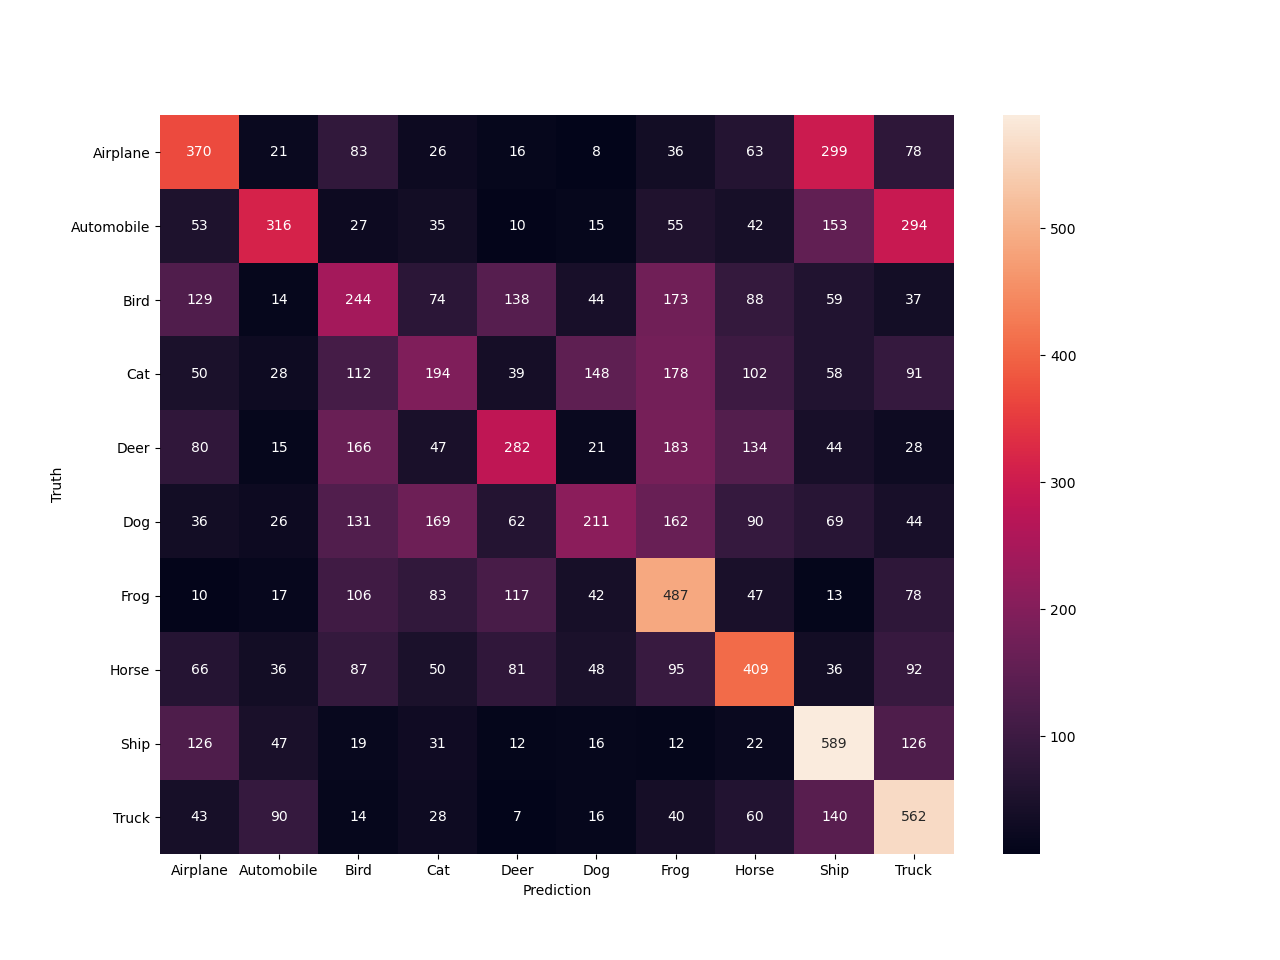 Airplane 370 21 83 26 16 8 36 63 299 78
Automobile 53 316 27 35 10 15 55 42 153 294
500
Bird 129 14 244 74 138 44 173 88 59 37
400
Cat 50 28 112 194 39 148 178 102 58 91
Deer 80 15 166 47 282 21 183 134 44 28
Truth
300
Dog 36 26 131 169 62 211 162 90 69 44
Frog 10 17 106 83 117 42 487 47 13 78
200
Horse 66 36 87 50 81 48 95 409 36 92
Ship 126 47 19 31 12 16 12 22 589 126
100
Truck 43 90 14 28 7 16 40 60 140 562
Airplane Automobile Bird Cat Deer Dog Frog Horse Ship Truck
Prediction